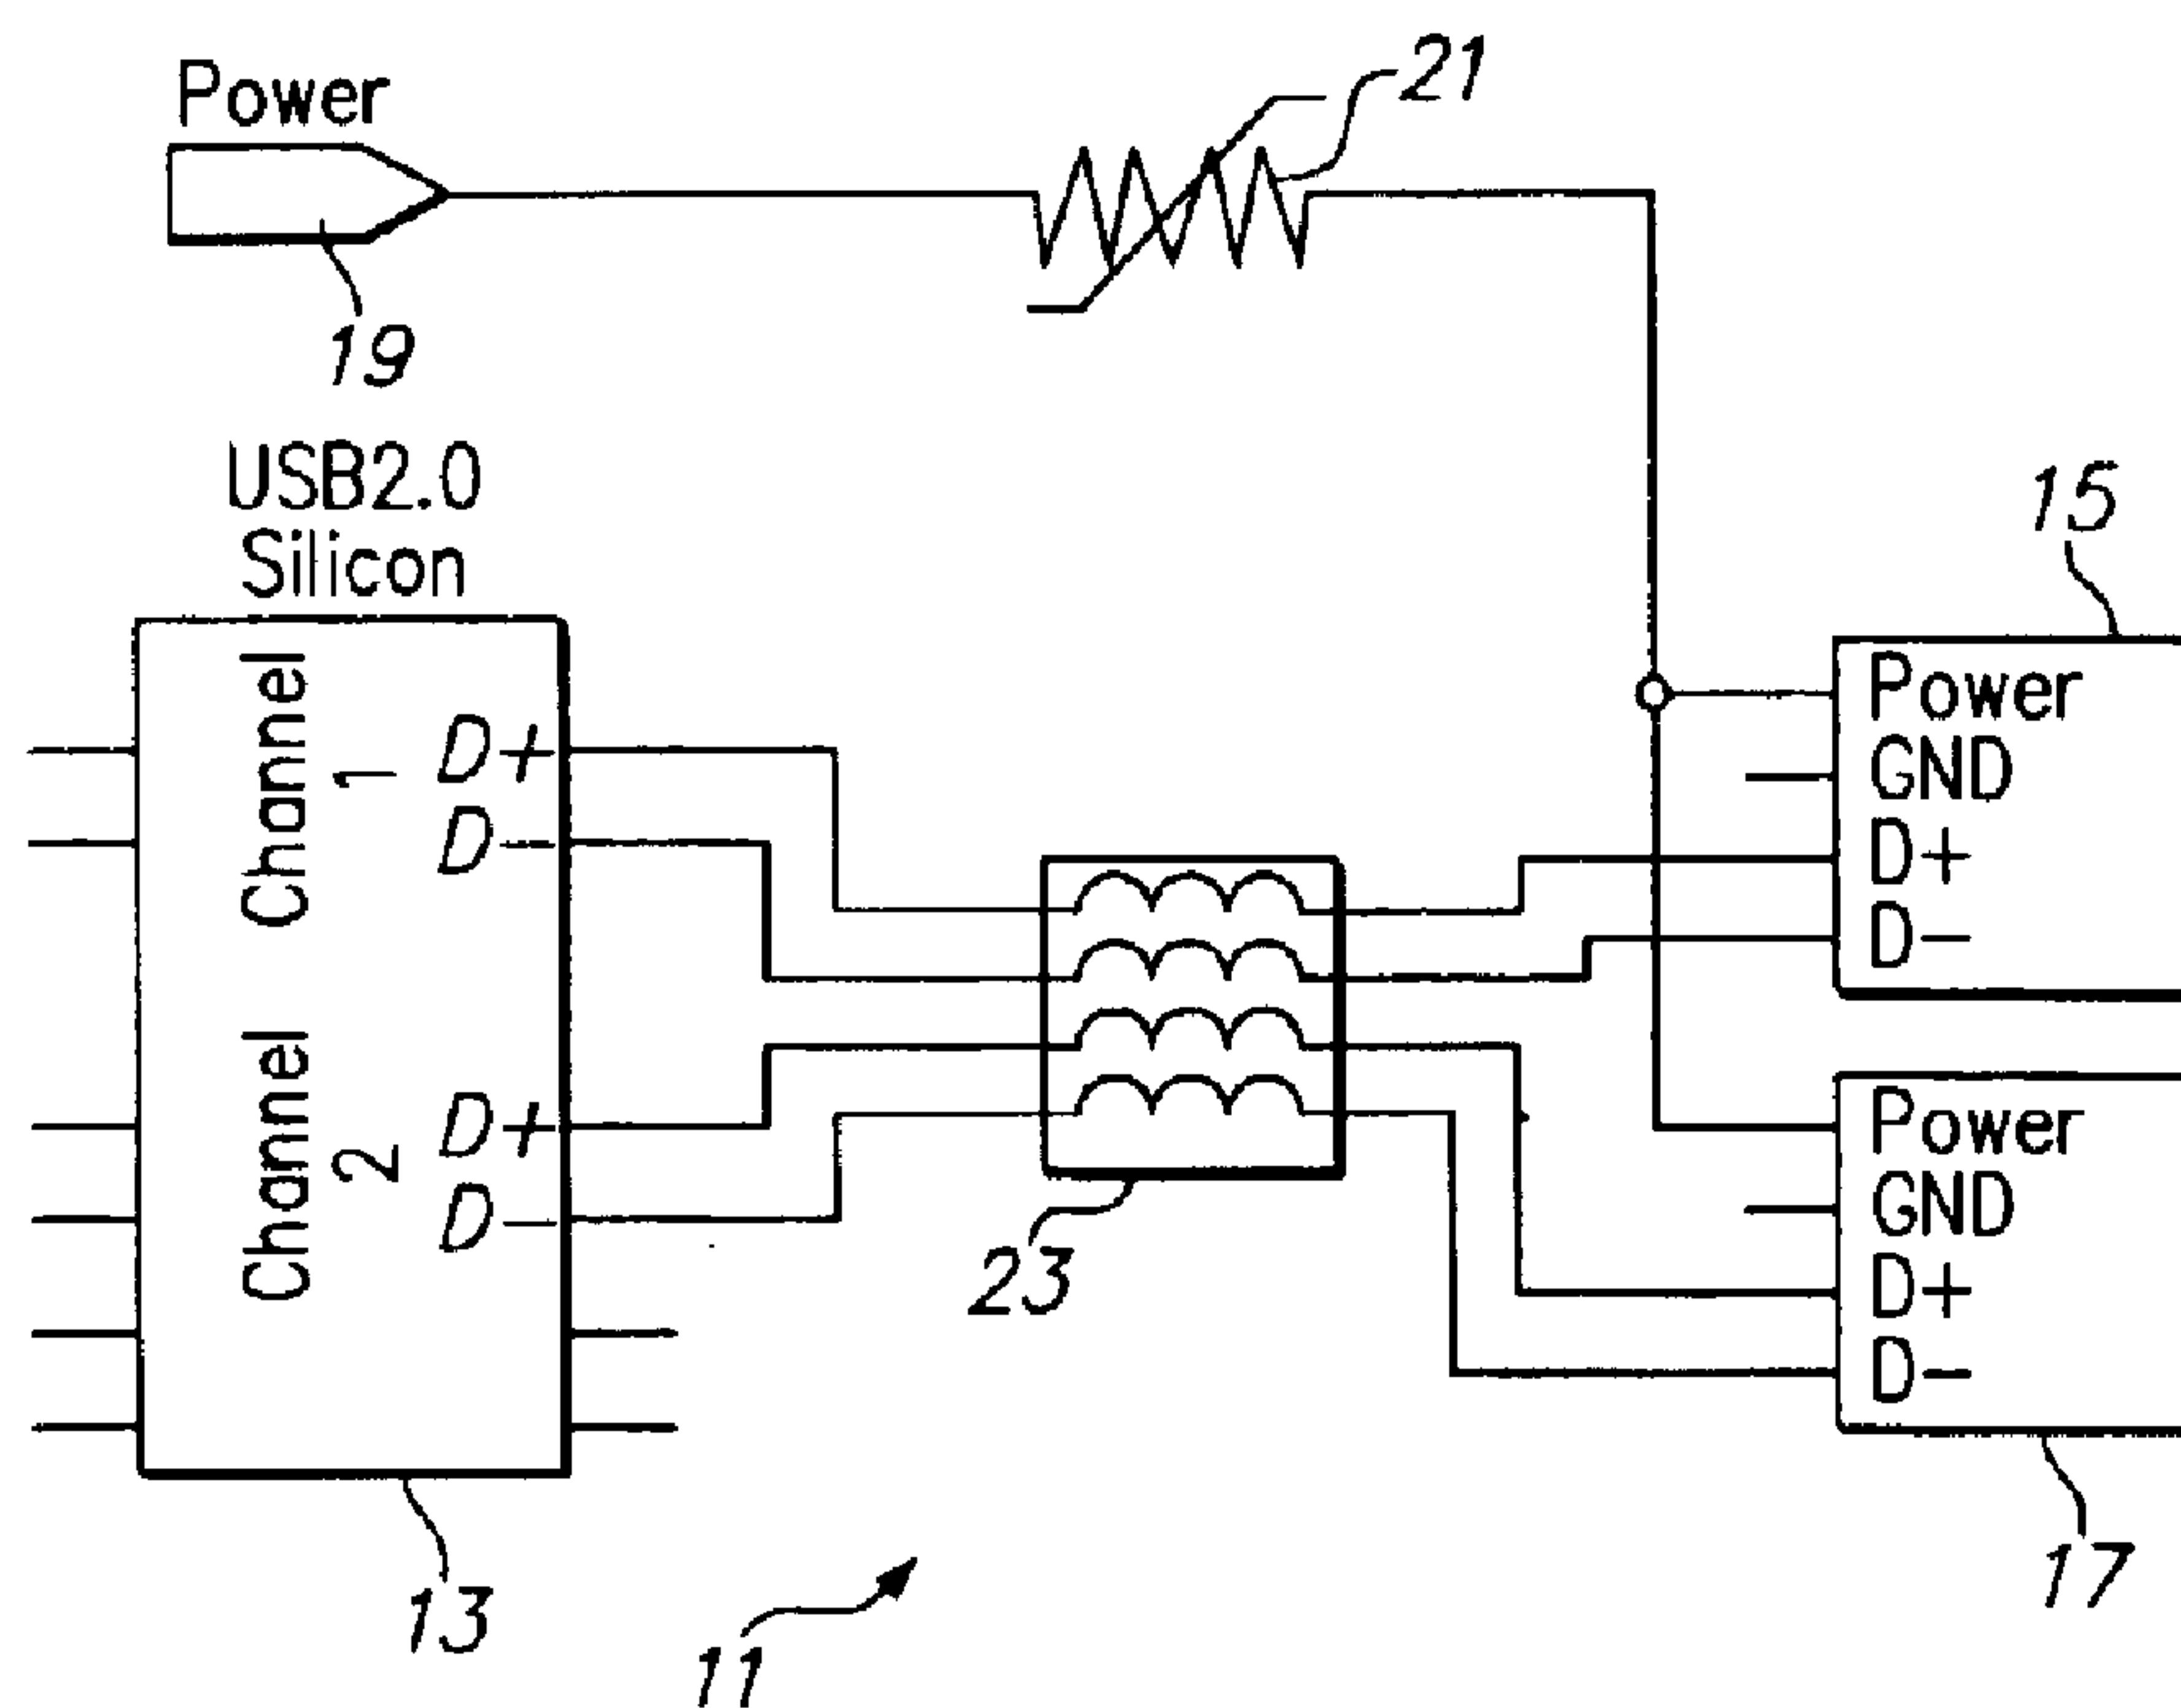 21
Power
19
USB2.0
Silicon
15
Channel
1
D+
D-
Power
GND
D+
D-
Channel
2
D+
D-
Power
GND
D+
D-
23
13
17
11